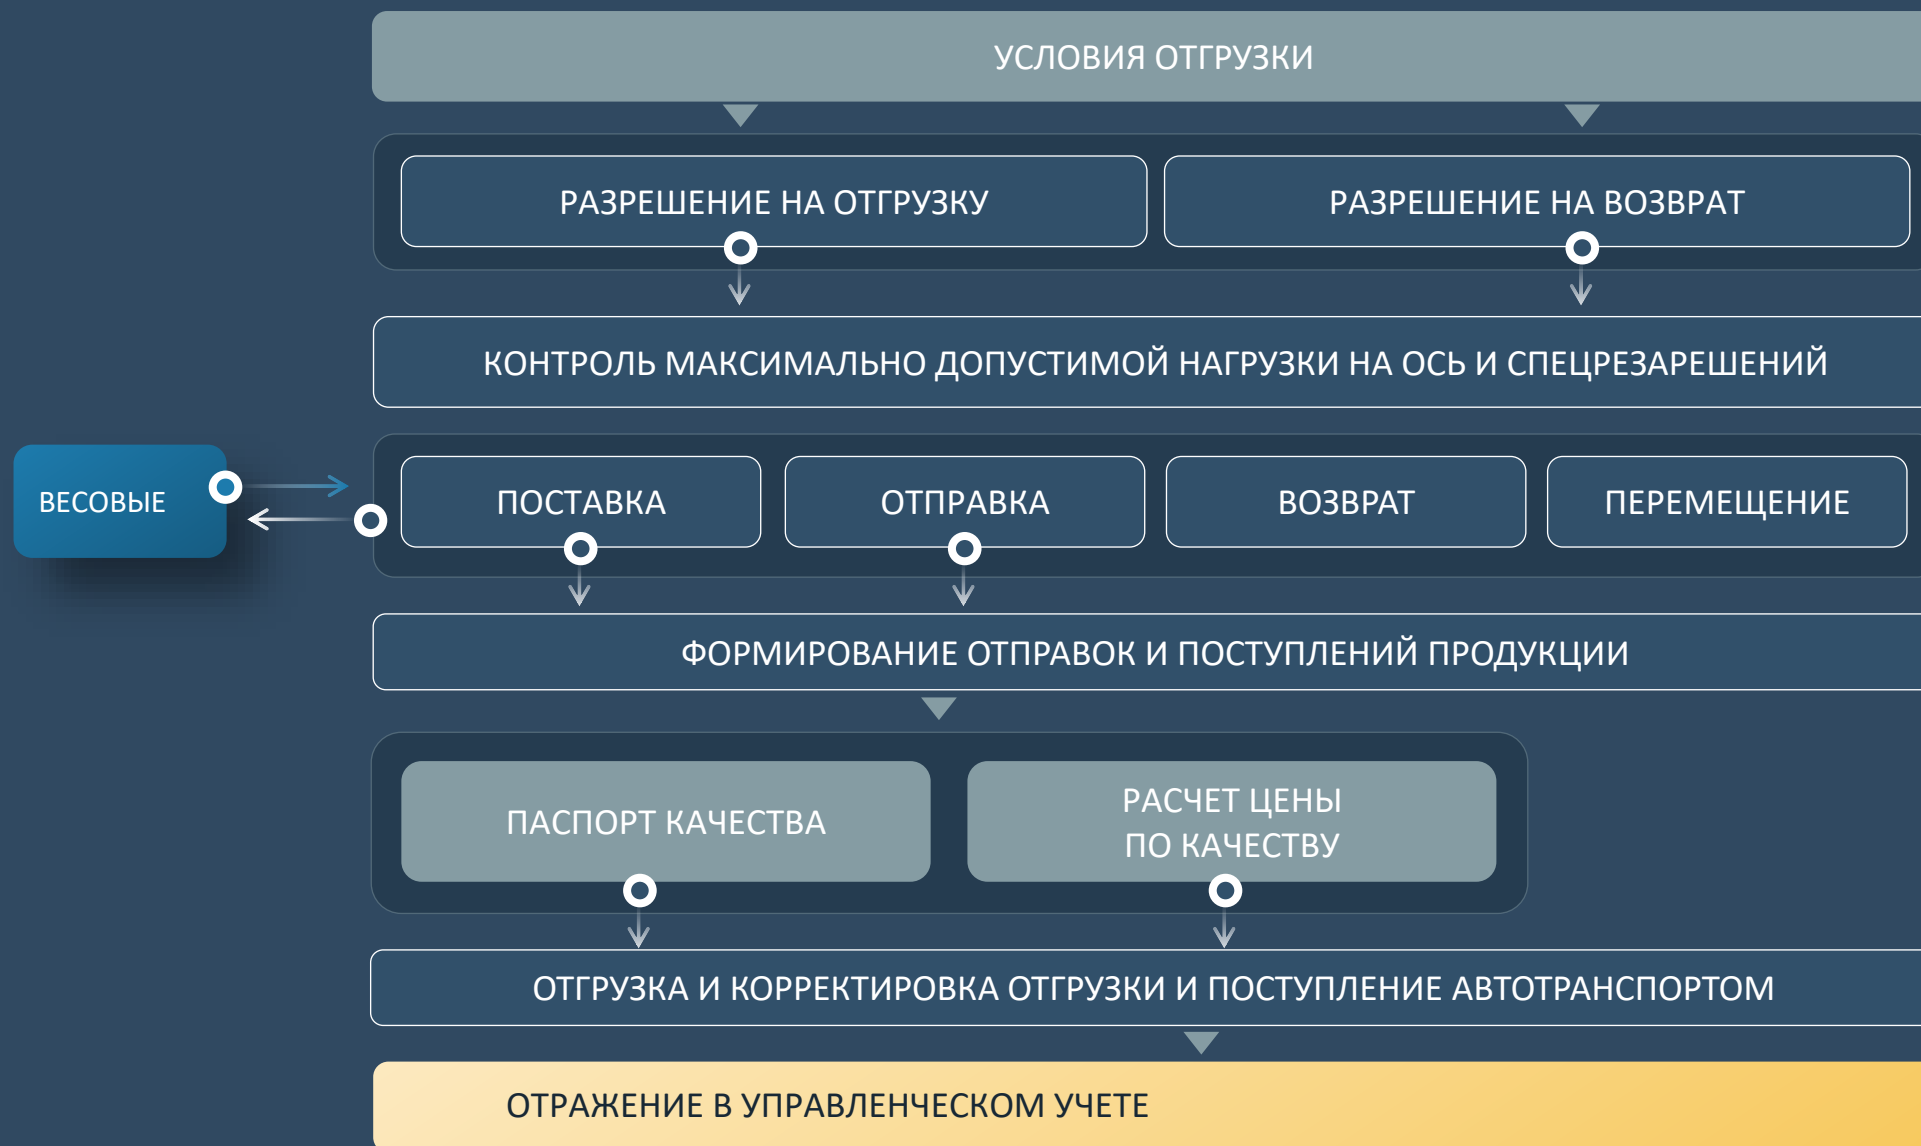 УСЛОВИЯ ОТГРУЗКИ
РАЗРЕШЕНИЕ НА ОТГРУЗКУ
РАЗРЕШЕНИЕ НА ВОЗВРАТ
КОНТРОЛЬ МАКСИМАЛЬНО ДОПУСТИМОЙ НАГРУЗКИ НА ОСЬ И СПЕЦРЕЗАРЕШЕНИЙ
ВЕСОВЫЕ
ПОСТАВКА
ОТПРАВКА
ВОЗВРАТ
ПЕРЕМЕЩЕНИЕ
ФОРМИРОВАНИЕ ОТПРАВОК И ПОСТУПЛЕНИЙ ПРОДУКЦИИ
ПАСПОРТ КАЧЕСТВА
РАСЧЕТ ЦЕНЫ
ПО КАЧЕСТВУ
ОТГРУЗКА И КОРРЕКТИРОВКА ОТГРУЗКИ И ПОСТУПЛЕНИЕ АВТОТРАНСПОРТОМ
ОТРАЖЕНИЕ В УПРАВЛЕНЧЕСКОМ УЧЕТЕ